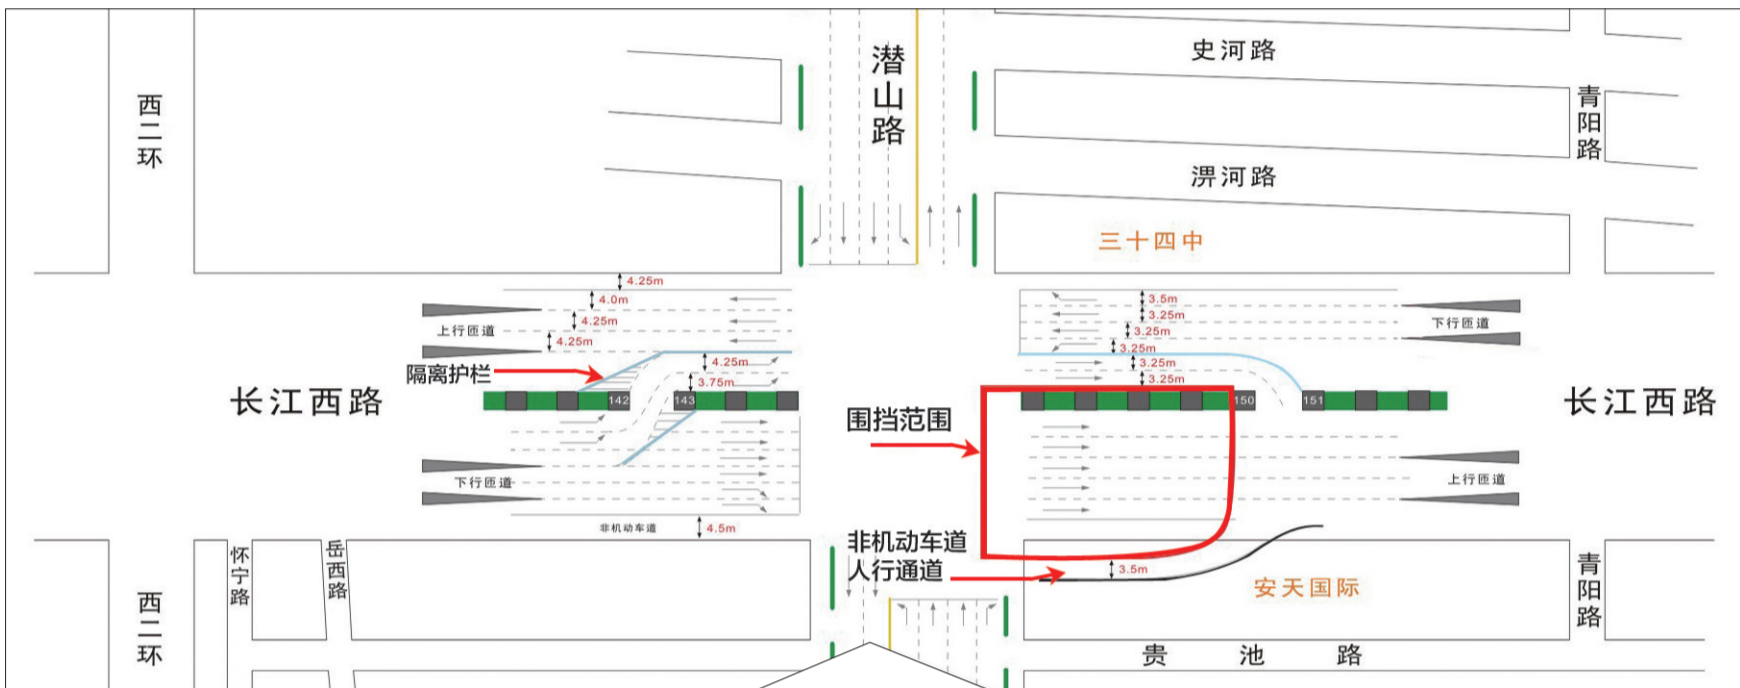 潜山路
史河路
西二环
青阳路
淠河路
三十四中
4.25m
4.0m
4.25m
4.25m
上行匝道
3.5m
3.25m
3.25m
3.25m
下行匝道
4.25m
3.75m
3.25m
3.25m
隔离护栏
长江西路
142
143
150
151
长江西路
围挡范围
下行匝道
上行匝道
非机动车道
4.5m
非机动车道
人行通道
3.5m
怀宁路
岳西路
安天国际
青阳路
西二环
贵池路